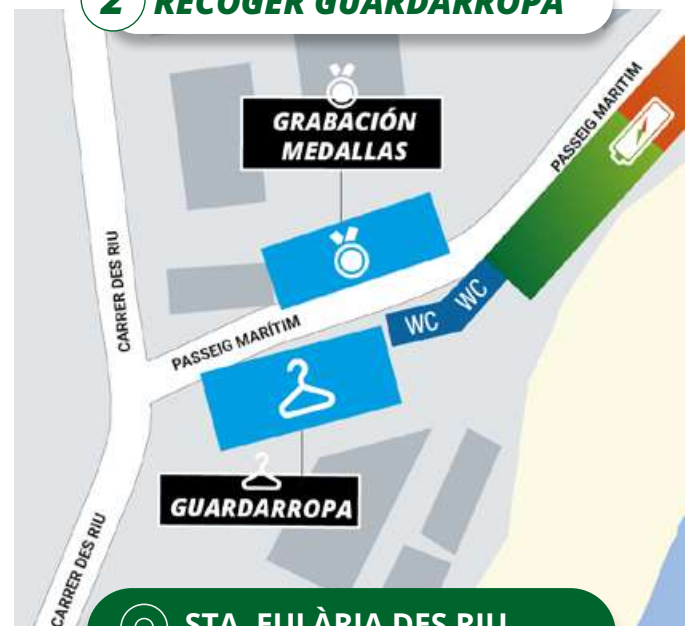 2 RECOGER GUARDARROPA
GRABACIÓN
MEDALLAS
PASSEIG MARÍTIM
CARRER DES RIU
WC
WC
PASSEIG MARÍTIM
GUARDARROPA
CARRER DES RIU
STA. EULÀRIA DES RIU